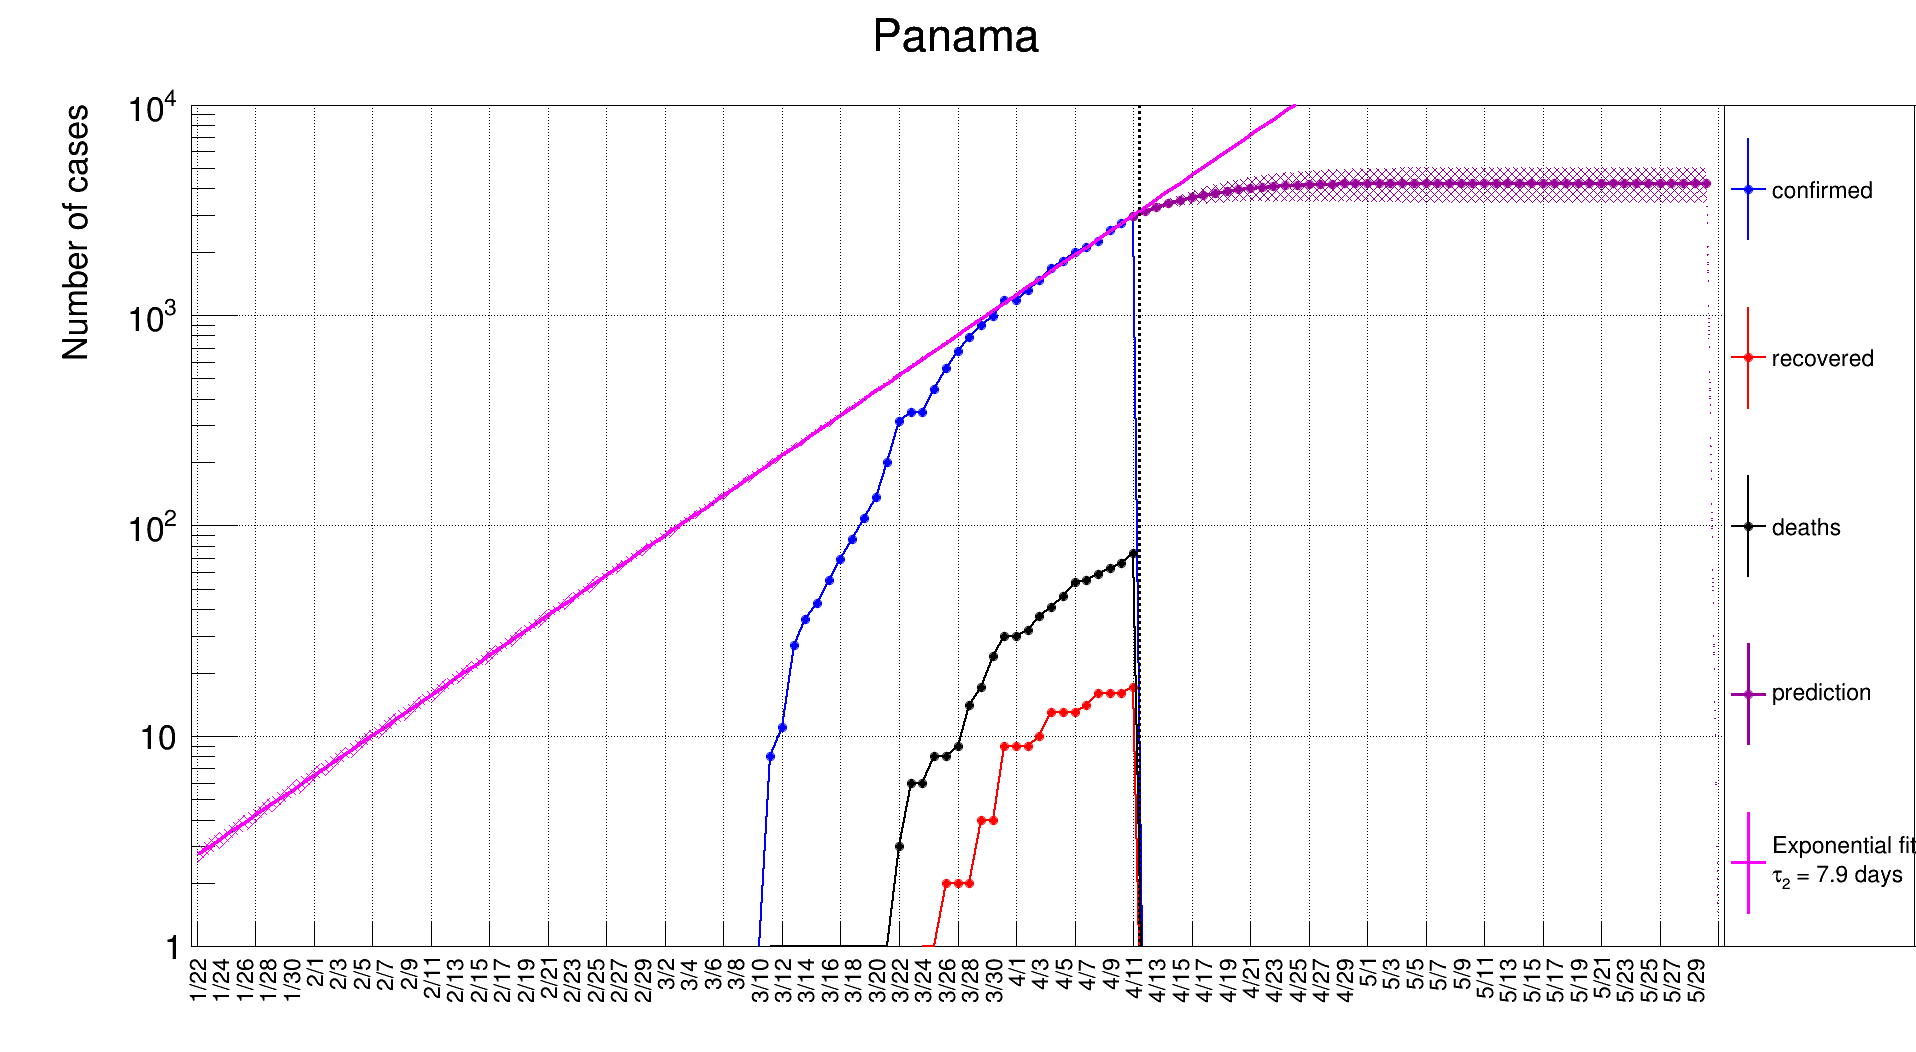 Panama
Number of cases
10^4
10^3
10^2
10
1
1/22 1/24 1/26 1/28 1/30 2/1 2/3 2/5 2/7 2/9 2/11 2/13 2/15 2/17 2/19 2/21 2/23 2/25 2/27 2/29 3/2 3/4 3/6 3/8 3/10 3/12 3/14 3/16 3/18 3/20 3/22 3/24 3/26 3/28 3/30 4/1 4/3 4/5 4/7 4/9 4/11 4/13 4/15 4/17 4/19 4/21 4/23 4/25 4/27 4/29 5/1 5/3 5/5 5/7 5/9 5/11 5/13 5/15 5/17 5/19 5/21 5/23 5/25 5/27 5/29
confirmed
recovered
deaths
prediction
Exponential fit
τ₂ = 7.9 days